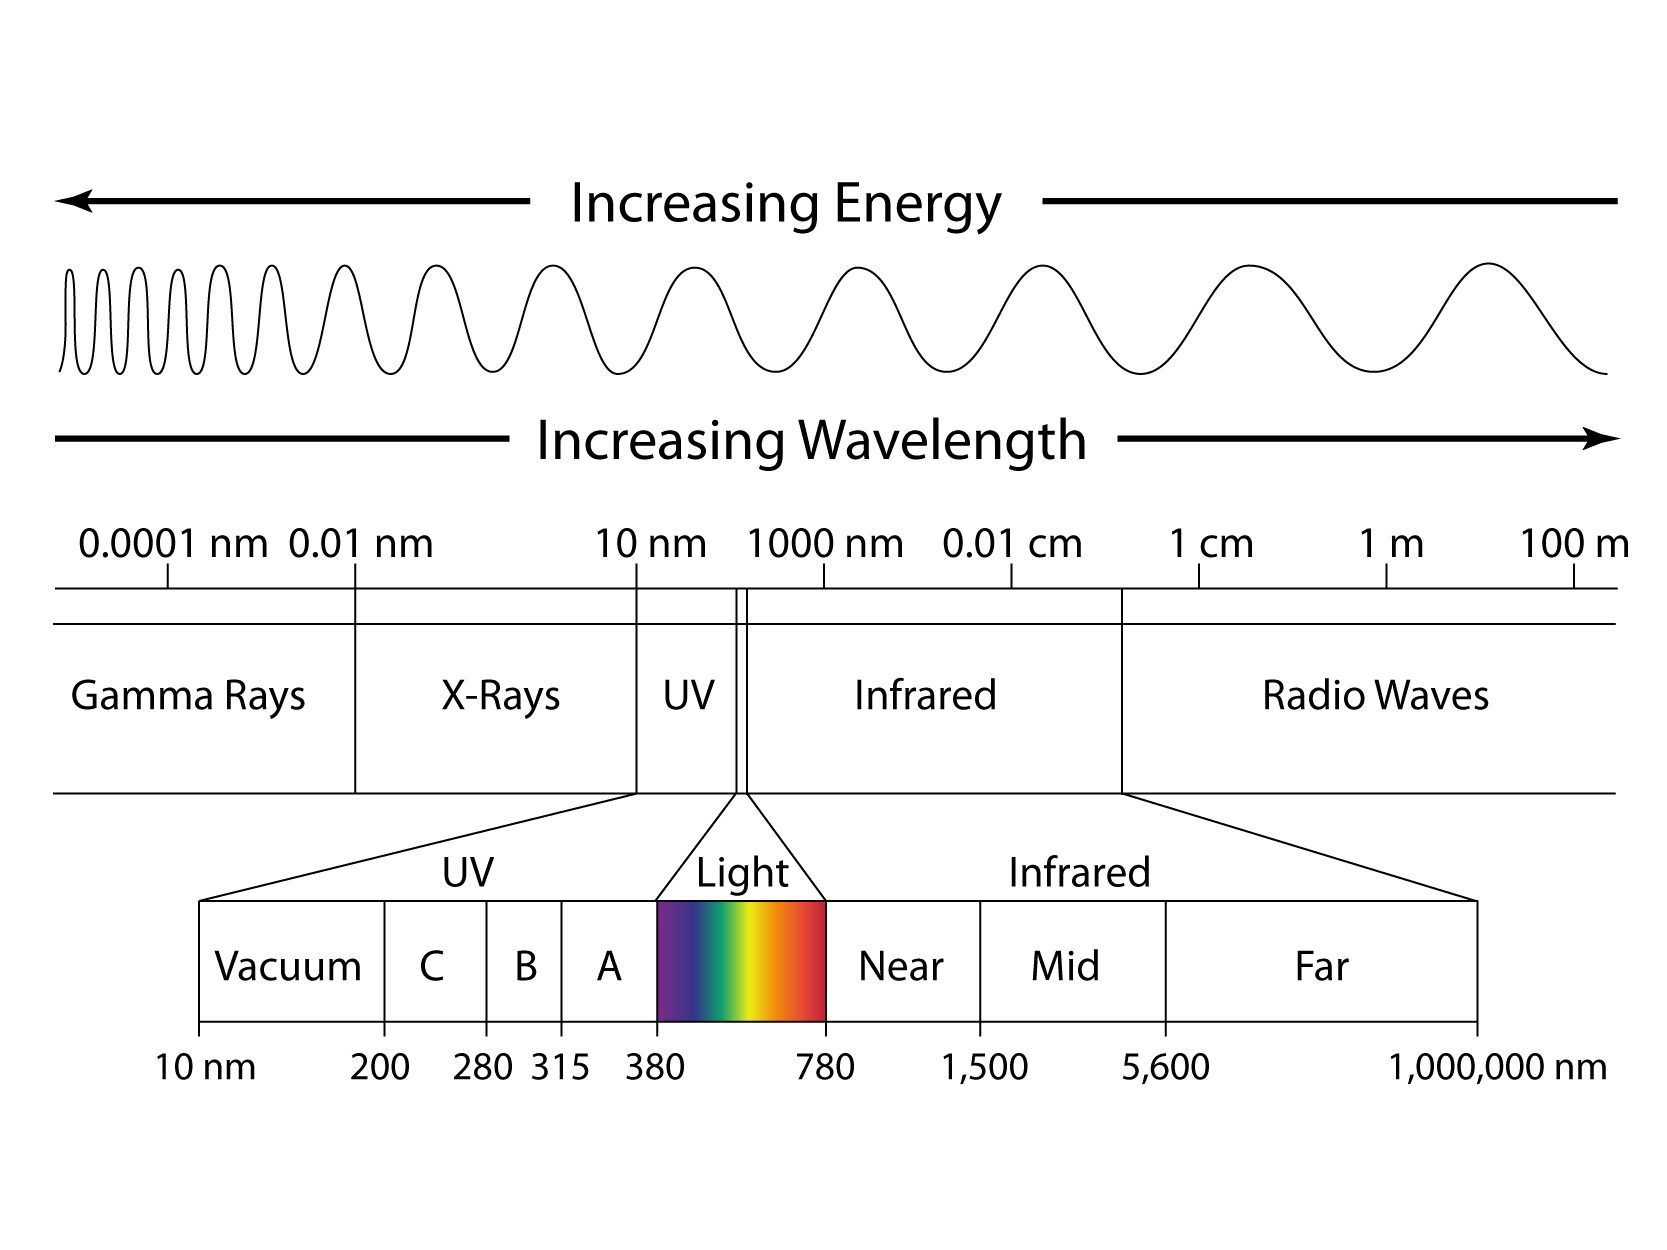 Increasing Energy
Increasing Wavelength
0.0001 nm 0.01 nm 10 nm 1000 nm 0.01 cm 1 cm 1 m 100 m
Gamma Rays X-Rays UV Infrared Radio Waves
UV Light Infrared
Vacuum C B A Near Mid Far
10 nm 200 280 315 380 780 1,500 5,600 1,000,000 nm